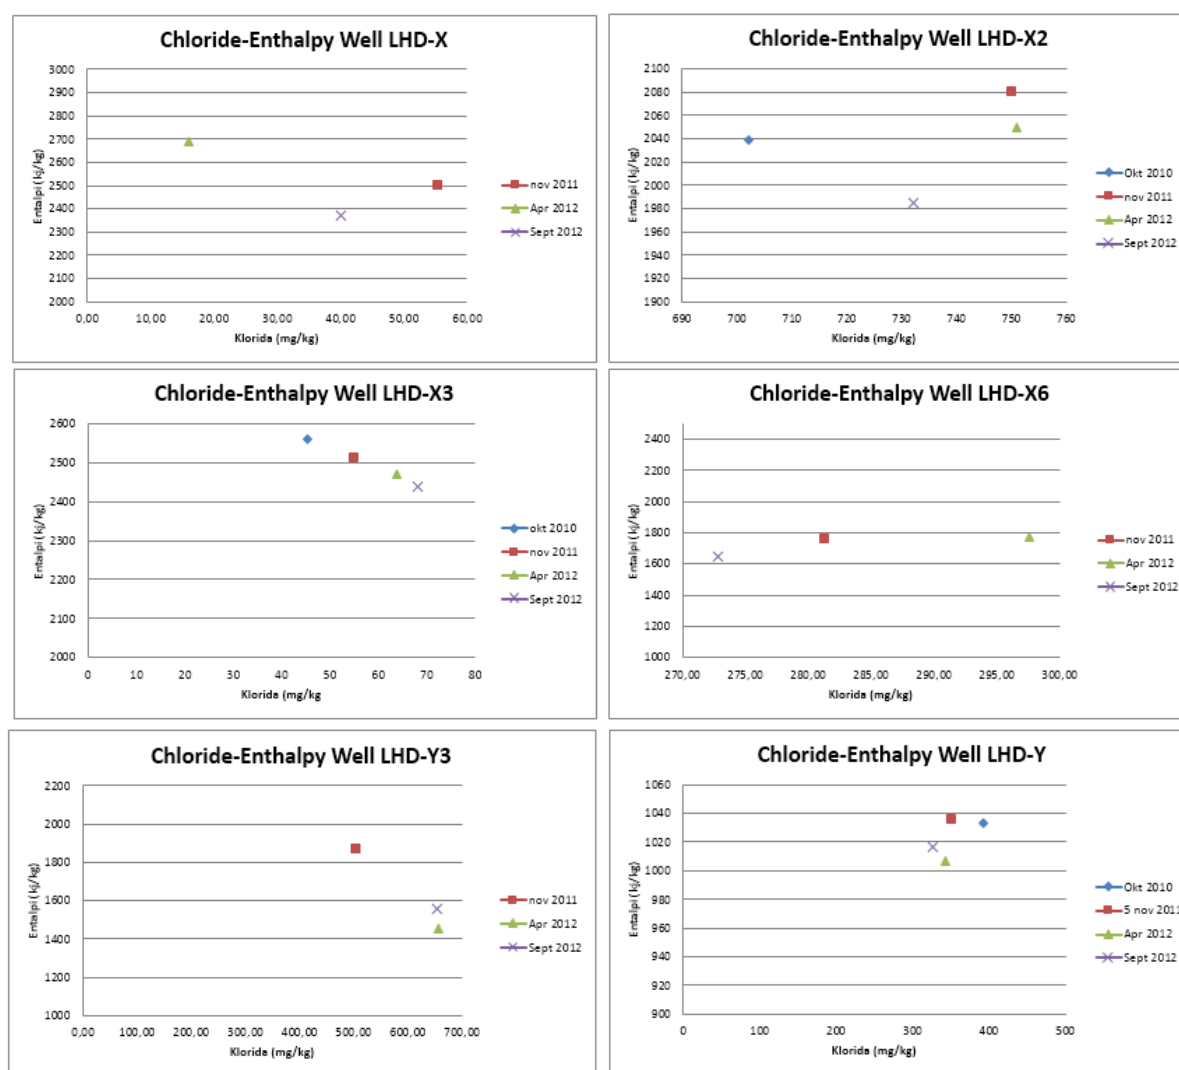 Chloride-Enthalpy Well LHD-X
Entalpi (kj/kg)
3000
2900
2800
2700
2600
2500
2400
2300
2200
2100
2000
0,00 10,00 20,00 30,00 40,00 50,00 60,00
Klorida (mg/kg)
nov 2011
Apr 2012
Sept 2012
Chloride-Enthalpy Well LHD-X2
Entalpi (kj/kg)
2100
2080
2060
2040
2020
2000
1980
1960
1940
1920
1900
690 700 710 720 730 740 750 760
Klorida (mg/kg)
Okt 2010
nov 2011
Apr 2012
Sept 2012
Chloride-Enthalpy Well LHD-X3
Entalpi (kj/kg)
2600
2500
2400
2300
2200
2100
2000
0 10 20 30 40 50 60 70 80
Klorida (mg/kg
okt 2010
nov 2011
Apr 2012
Sept 2012
Chloride-Enthalpy Well LHD-X6
Entalpi (kj/kg)
2400
2200
2000
1800
1600
1400
1200
1000
270,00 275,00 280,00 285,00 290,00 295,00 300,00
Klorida (mg/kg)
nov 2011
Apr 2012
Sept 2012
Chloride-Enthalpy Well LHD-Y3
Entalpi (kj/kg)
2200
2000
1800
1600
1400
1200
1000
0,00 100,00 200,00 300,00 400,00 500,00 600,00 700,00
Klorida (mg/kg)
nov 2011
Apr 2012
Sept 2012
Chloride-Enthalpy Well LHD-Y
Entalpi (kj/kg)
1060
1040
1020
1000
980
960
940
920
900
0 100 200 300 400 500
Klorida (mg/kg)
Okt 2010
5 nov 2011
Apr 2012
Sept 2012